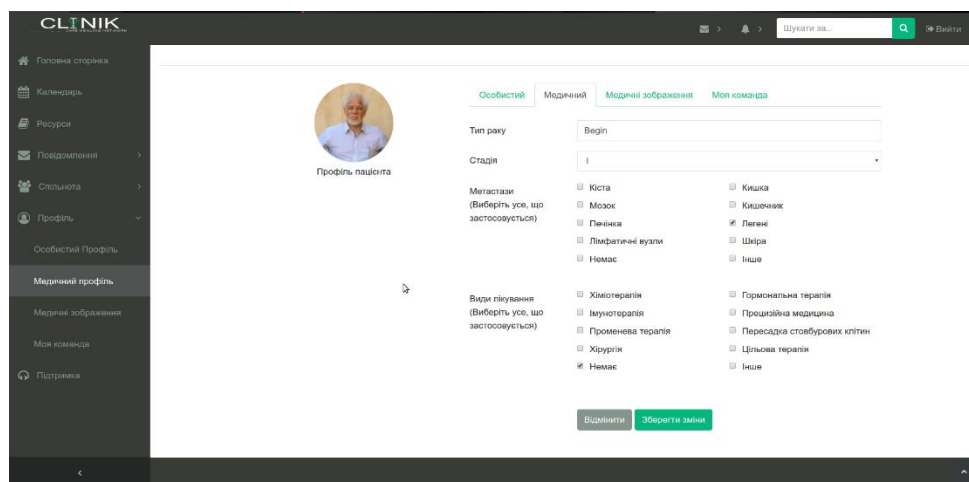 CLINIK
Шукати за...
Вийти
Головна сторінка
Календарь
Ресурси
Повідомлення
Спільнота
Профіль
Особистий Профіль
Медичний профіль
Медичні зображення
Моя команда
Підтримка
Профіль пацієнта
Особистий Медичний Медичні зображення Моя команда
Тип раку Begin
Стадія I
Метастази
(Виберіть усе, що
застосовується)
Кіста Кишка
Мозок Кишечник
Печінка Легені
Лімфатичні вузли Шкіра
Немає Інше
Види лікування
(Виберіть усе, що
застосовується)
Хіміотерапія Гормональна терапія
Імунотерапія Прецизійна медицина
Променева терапія Пересадка стовбурових клітин
Хірургія Цільова терапія
Немає Інше
Відмінити Зберегти зміни